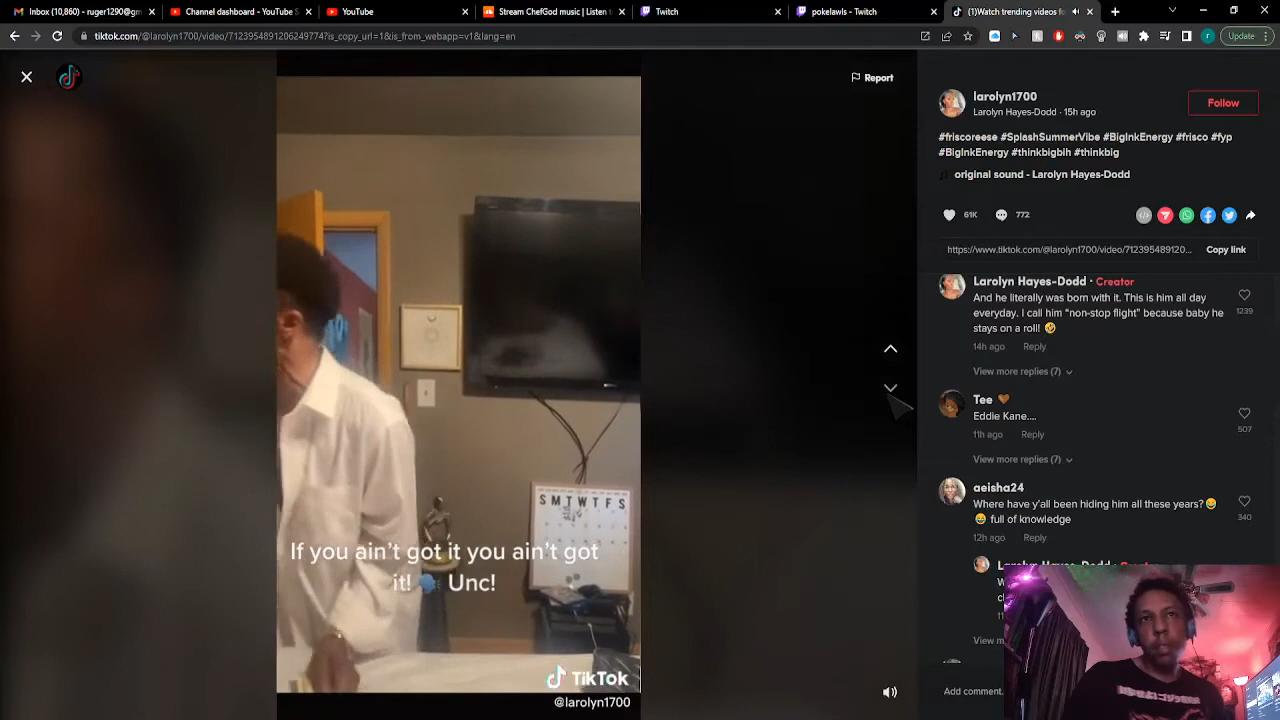 Inbox (10,860) - ruger1290@gm
Channel dashboard - YouTube S
YouTube
Stream ChefGod music | Listen t
Twitch
pokelawls - Twitch
(1)Watch trending videos fo
tiktok.com/@larolyn1700/video/7123954891206249774?is_copy_url=1&is_from_webapp=v1&lang=en
Update
Report
larolyn1700
Larolyn Hayes-Dodd · 15h ago
Follow
#friscoreese #SplashSummerVibe #BigInkEnergy #frisco #fyp
#BigInkEnergy #thinkbigih #thinkbig
original sound - Larolyn Hayes-Dodd
61K
772
https://www.tiktok.com/@larolyn1700/video/712395489120...
Copy link
Larolyn Hayes-Dodd · Creator
And he literally was born with it. This is him all day
everyday. I call him “non-stop flight” because baby he
stays on a roll! 🤣
1239
14h ago Reply
View more replies (7)
Tee 🤎
Eddie Kane....
507
11h ago Reply
View more replies (7)
aeisha24
Where have y'all been hiding him all these years?😂
😂 full of knowledge
340
12h ago Reply
S M T W T F S
If you ain't got it you ain't got
it! 🗣 Unc!
TikTok
@larolyn1700
View m
Add comment.